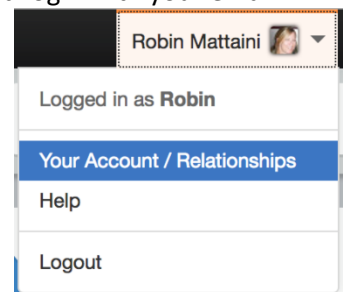 Robin Mattaini
Logged in as Robin
Your Account / Relationships
Help
Logout